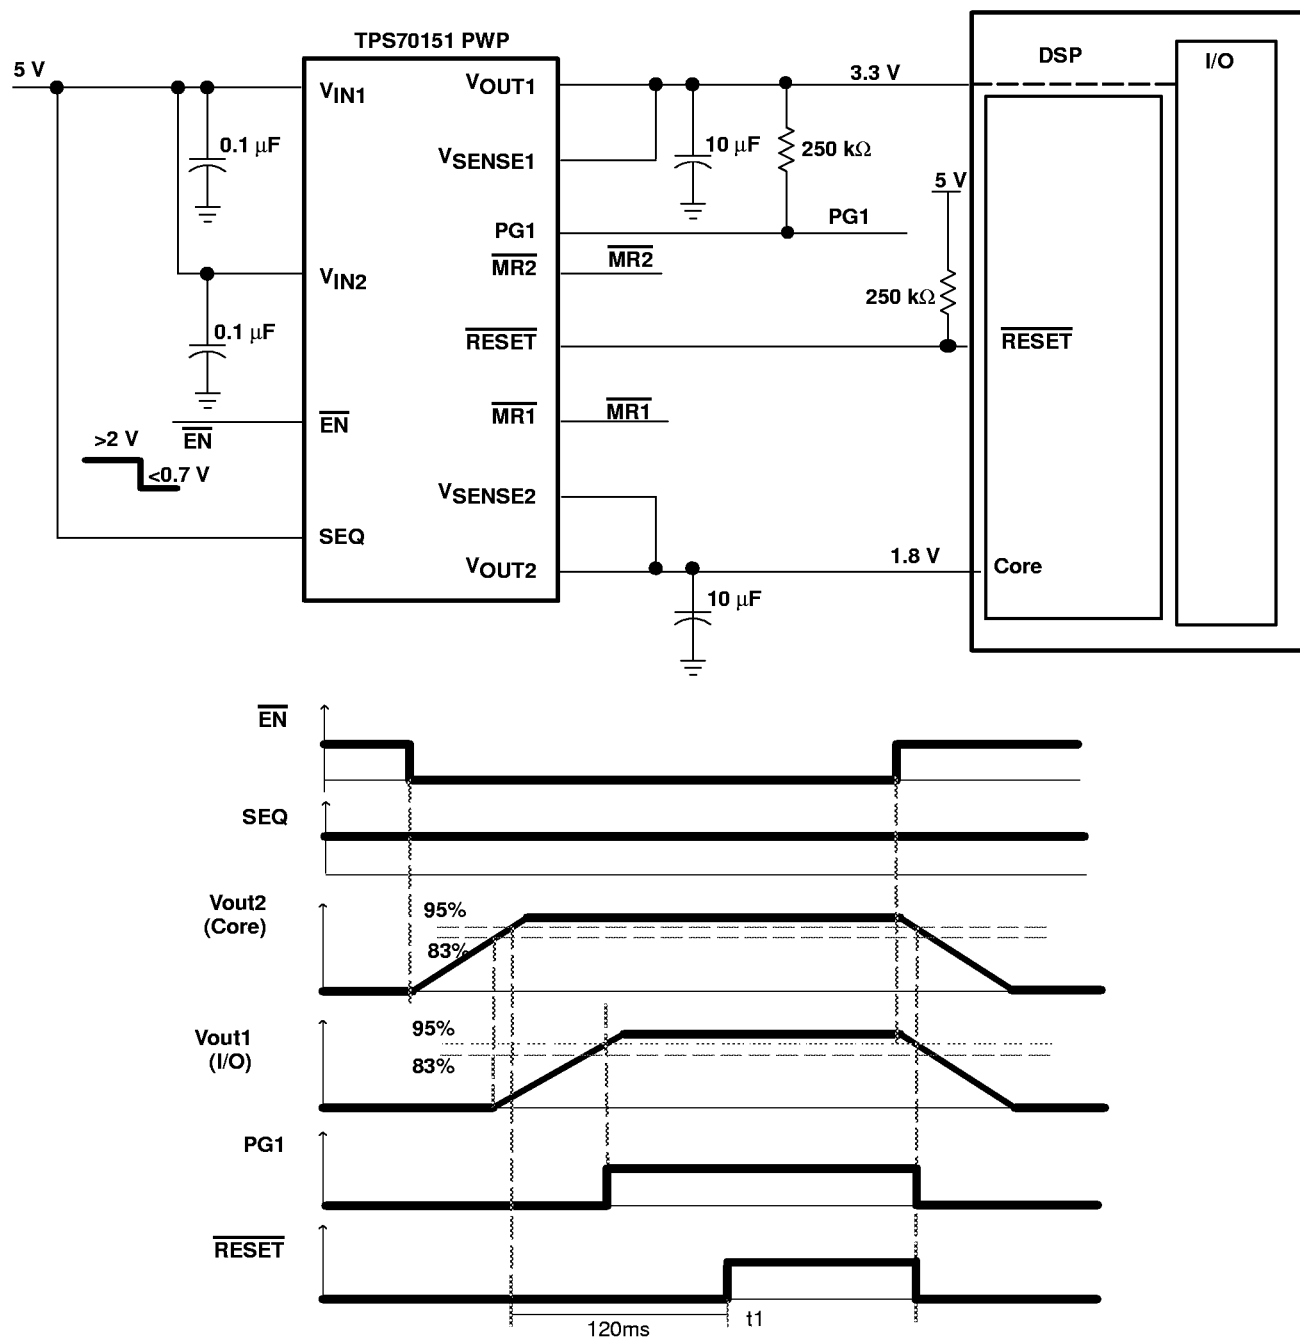 TPS70151 PWP
5 V
VIN1
VOUT1
3.3 V
DSP
I/O
0.1 µF
VSENSE1
10 µF
250 kΩ
5 V
PG1
PG1
MR2
MR2
VIN2
250 kΩ
0.1 µF
RESET
RESET
EN
EN
MR1
MR1
>2 V
<0.7 V
VSENSE2
SEQ
VOUT2
1.8 V
Core
10 µF
EN
SEQ
Vout2
(Core)
95%
83%
Vout1
(I/O)
95%
83%
PG1
RESET
t1
120ms